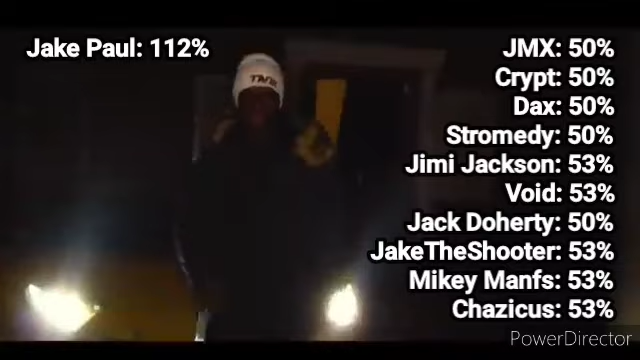 Jake Paul: 112%
TMB
JMX: 50%
Crypt: 50%
Dax: 50%
Stromedy: 50%
Jimi Jackson: 53%
Void: 53%
Jack Doherty: 50%
JakeTheShooter: 53%
Mikey Manfs: 53%
Chazicus: 53%
PowerDirector